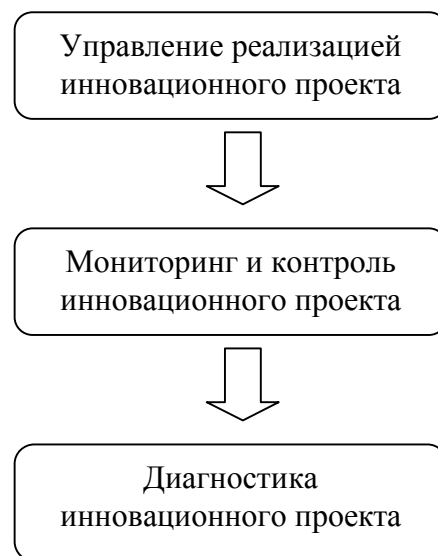 Управление реализацией
инновационного проекта
Мониторинг и контроль
инновационного проекта
Диагностика
инновационного проекта